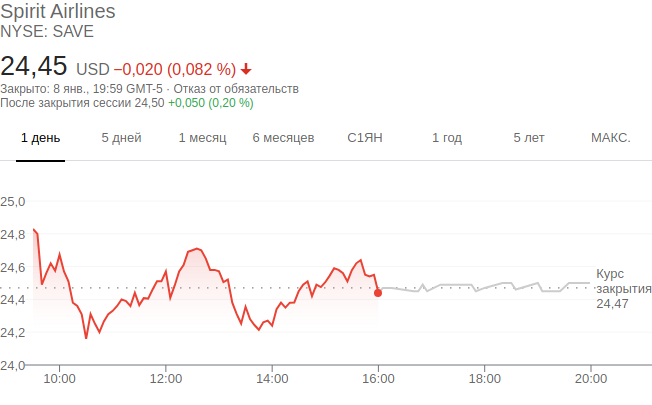 Spirit Airlines
NYSE: SAVE
24,45 USD −0,020 (0,082 %)
Закрыто: 8 янв., 19:59 GMT-5 · Отказ от обязательств
После закрытия сессии 24,50 +0,050 (0,20 %)
1 день 5 дней 1 месяц 6 месяцев С1ЯН 1 год 5 лет МАКС.
25,0
24,8
24,6
24,4
24,2
24,0
Курс
закрытия
24,47
10:00 12:00 14:00 16:00 18:00 20:00